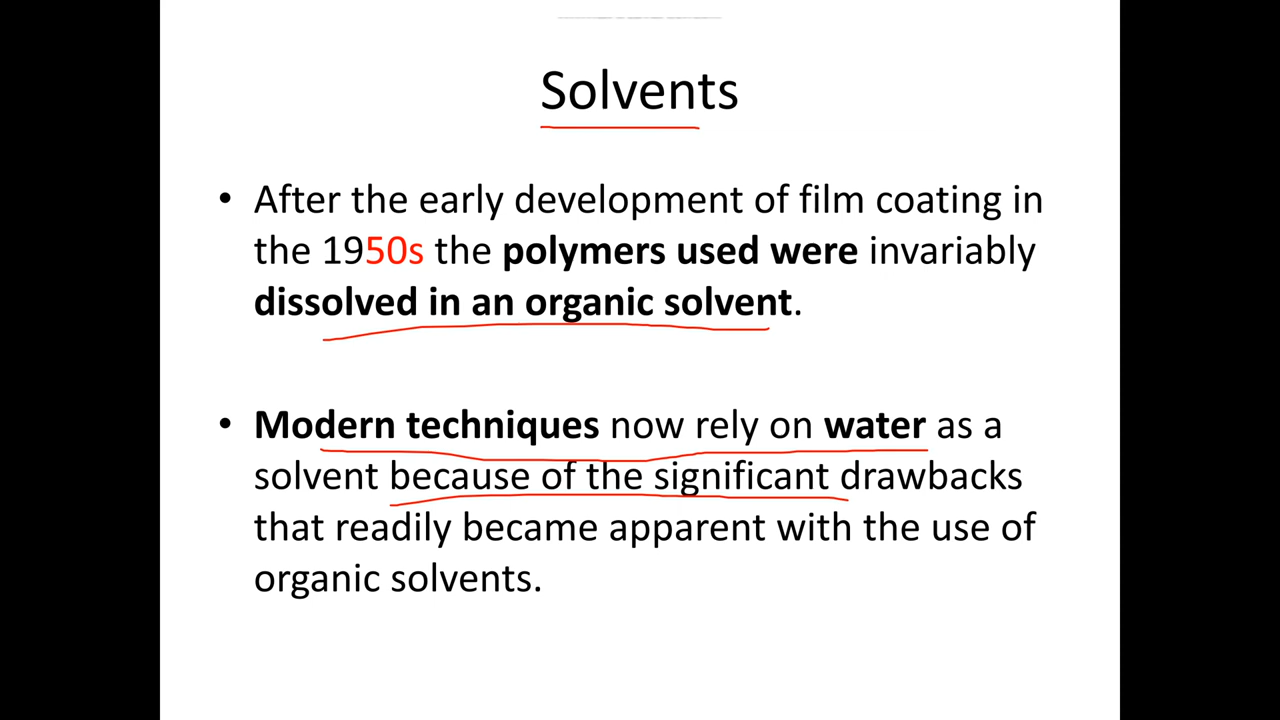 Solvents
• After the early development of film coating in
the 1950s the polymers used were invariably
dissolved in an organic solvent.
• Modern techniques now rely on water as a
solvent because of the significant drawbacks
that readily became apparent with the use of
organic solvents.